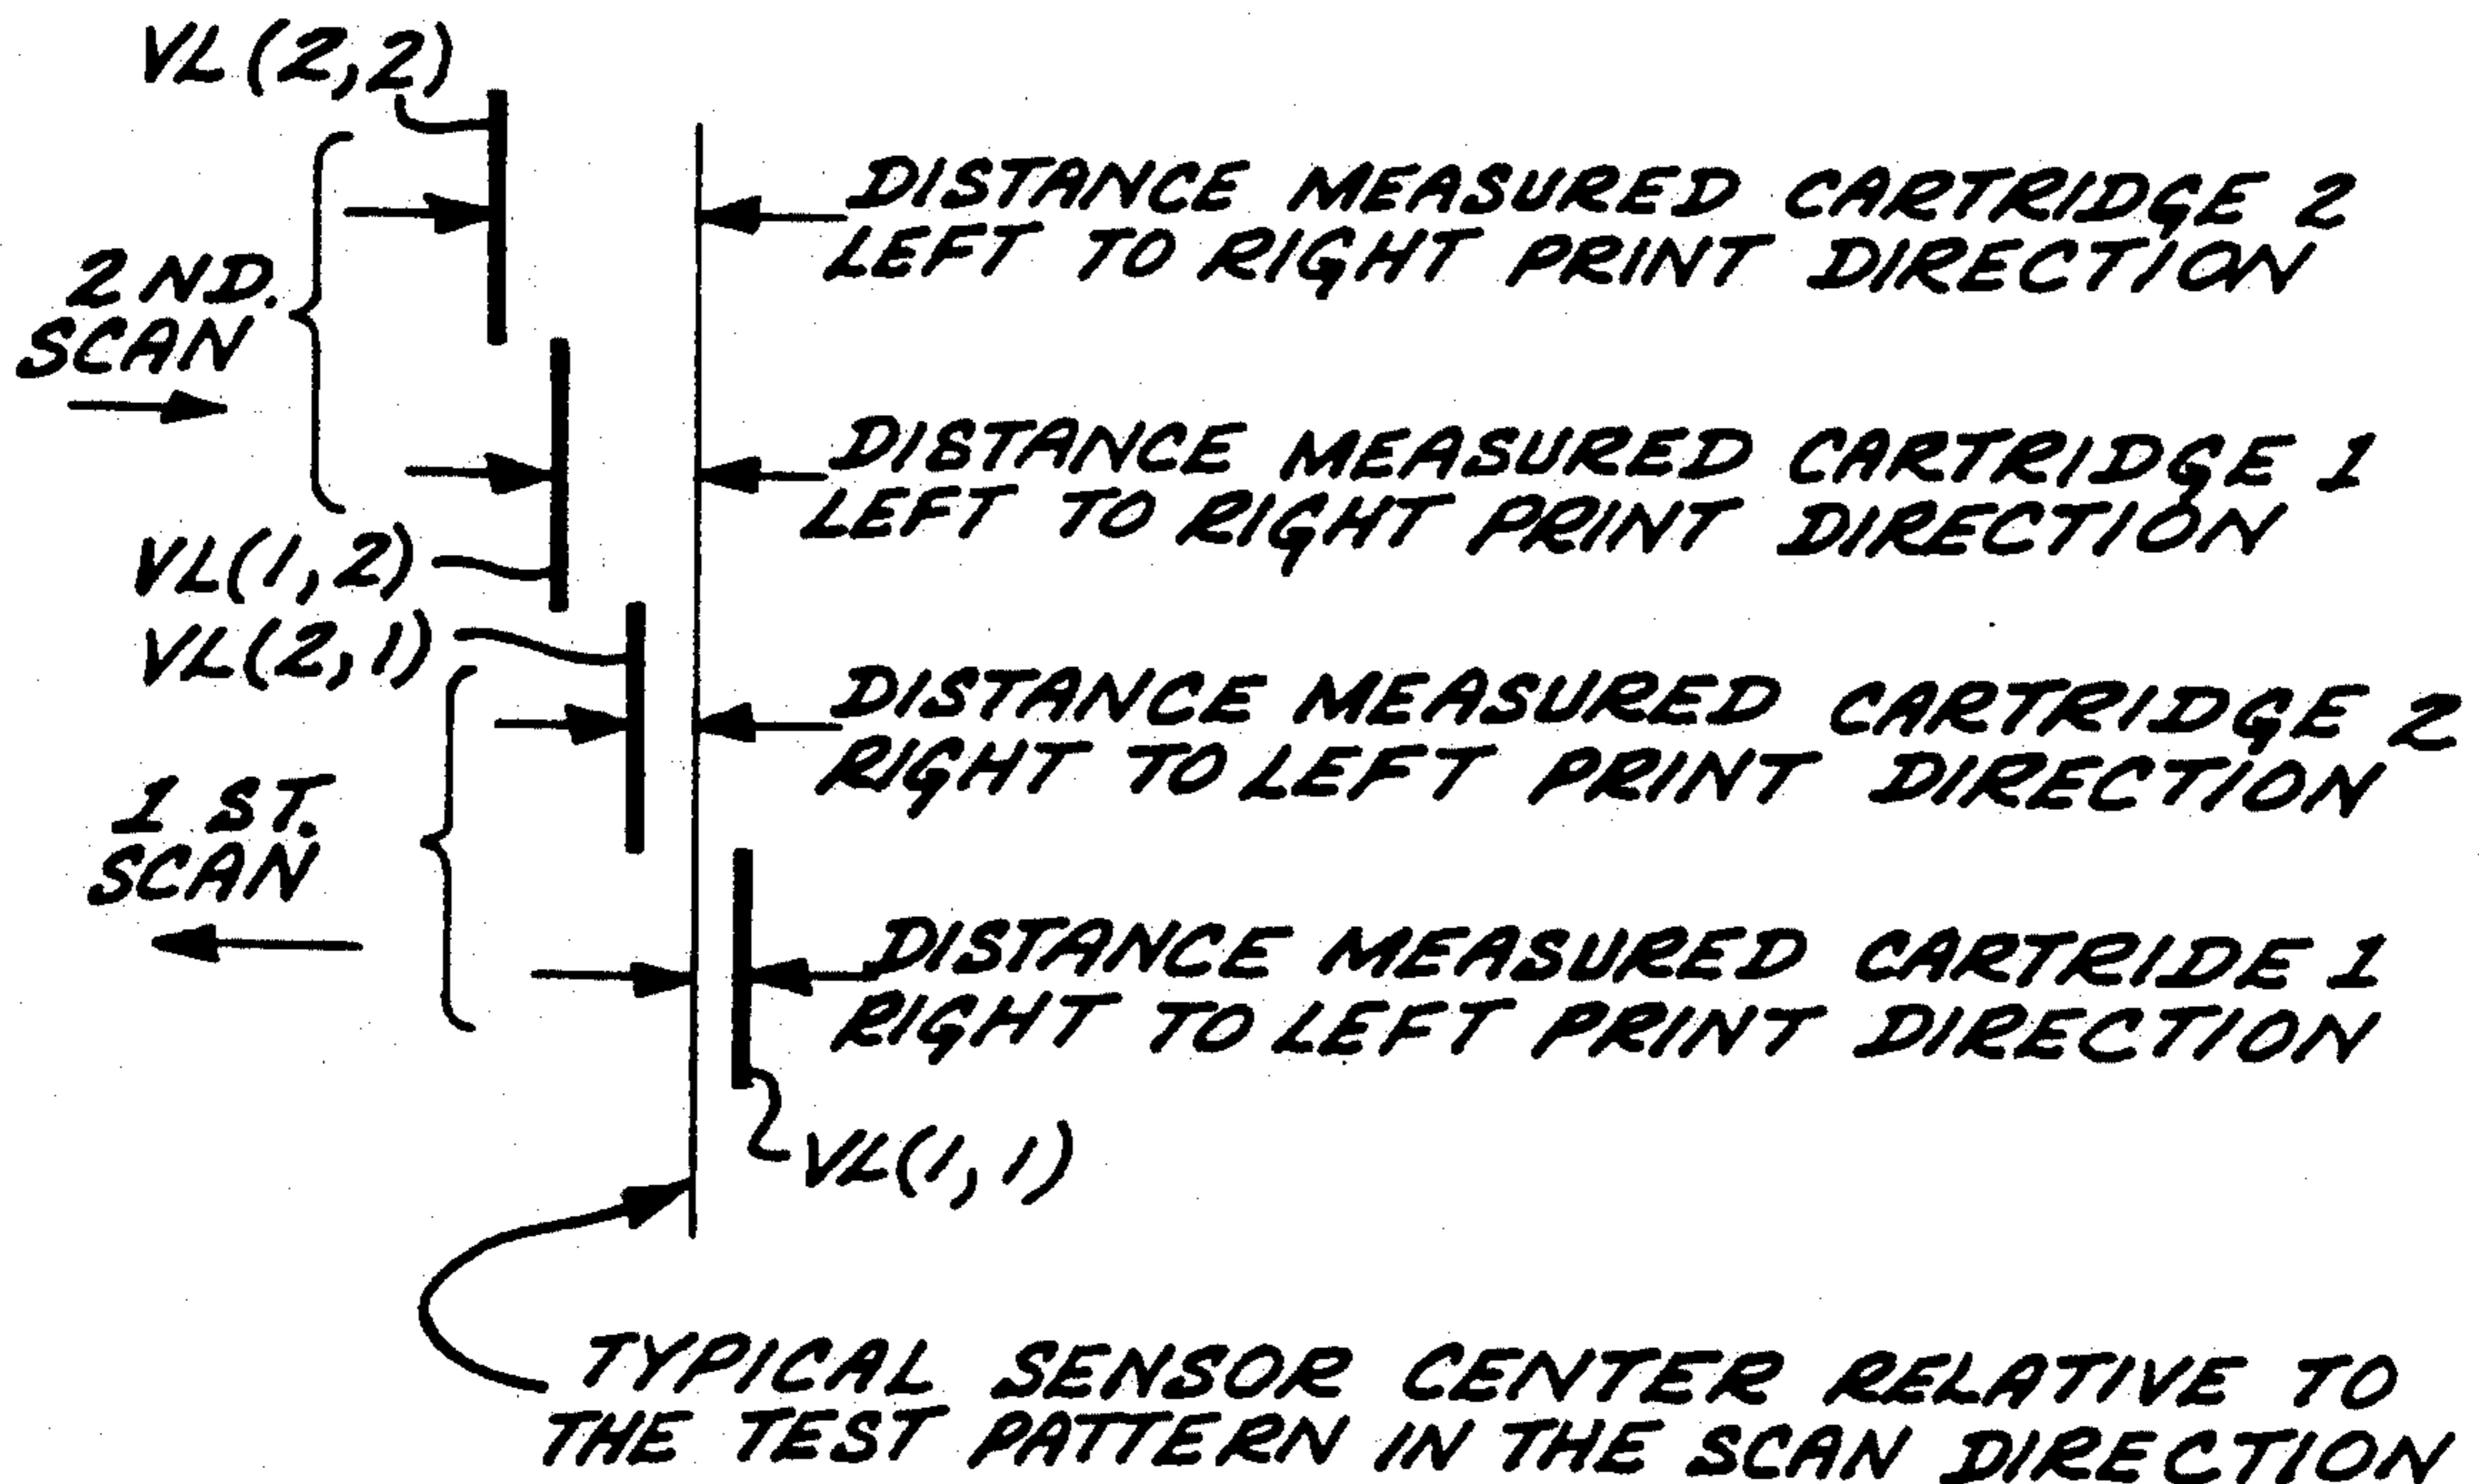 VL(2,2)
DISTANCE MEASURED CARTRIDGE 2
LEFT TO RIGHT PRINT DIRECTION
2 ND.
SCAN
DISTANCE MEASURED CARTRIDGE 1
LEFT TO RIGHT PRINT DIRECTION
VL(1,2)
VL(2,1)
DISTANCE MEASURED CARTRIDGE 2
RIGHT TO LEFT PRINT DIRECTION
1 ST.
SCAN
DISTANCE MEASURED CARTRIDE 1
RIGHT TO LEFT PRINT DIRECTION
VL(1,1)
TYPICAL SENSOR CENTER RELATIVE TO
THE TEST PATTERN IN THE SCAN DIRECTION